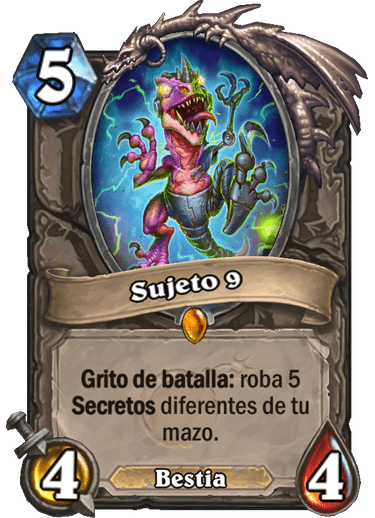 5
Sujeto 9
Grito de batalla: roba 5
Secretos diferentes de tu
mazo.
4
Bestia
4